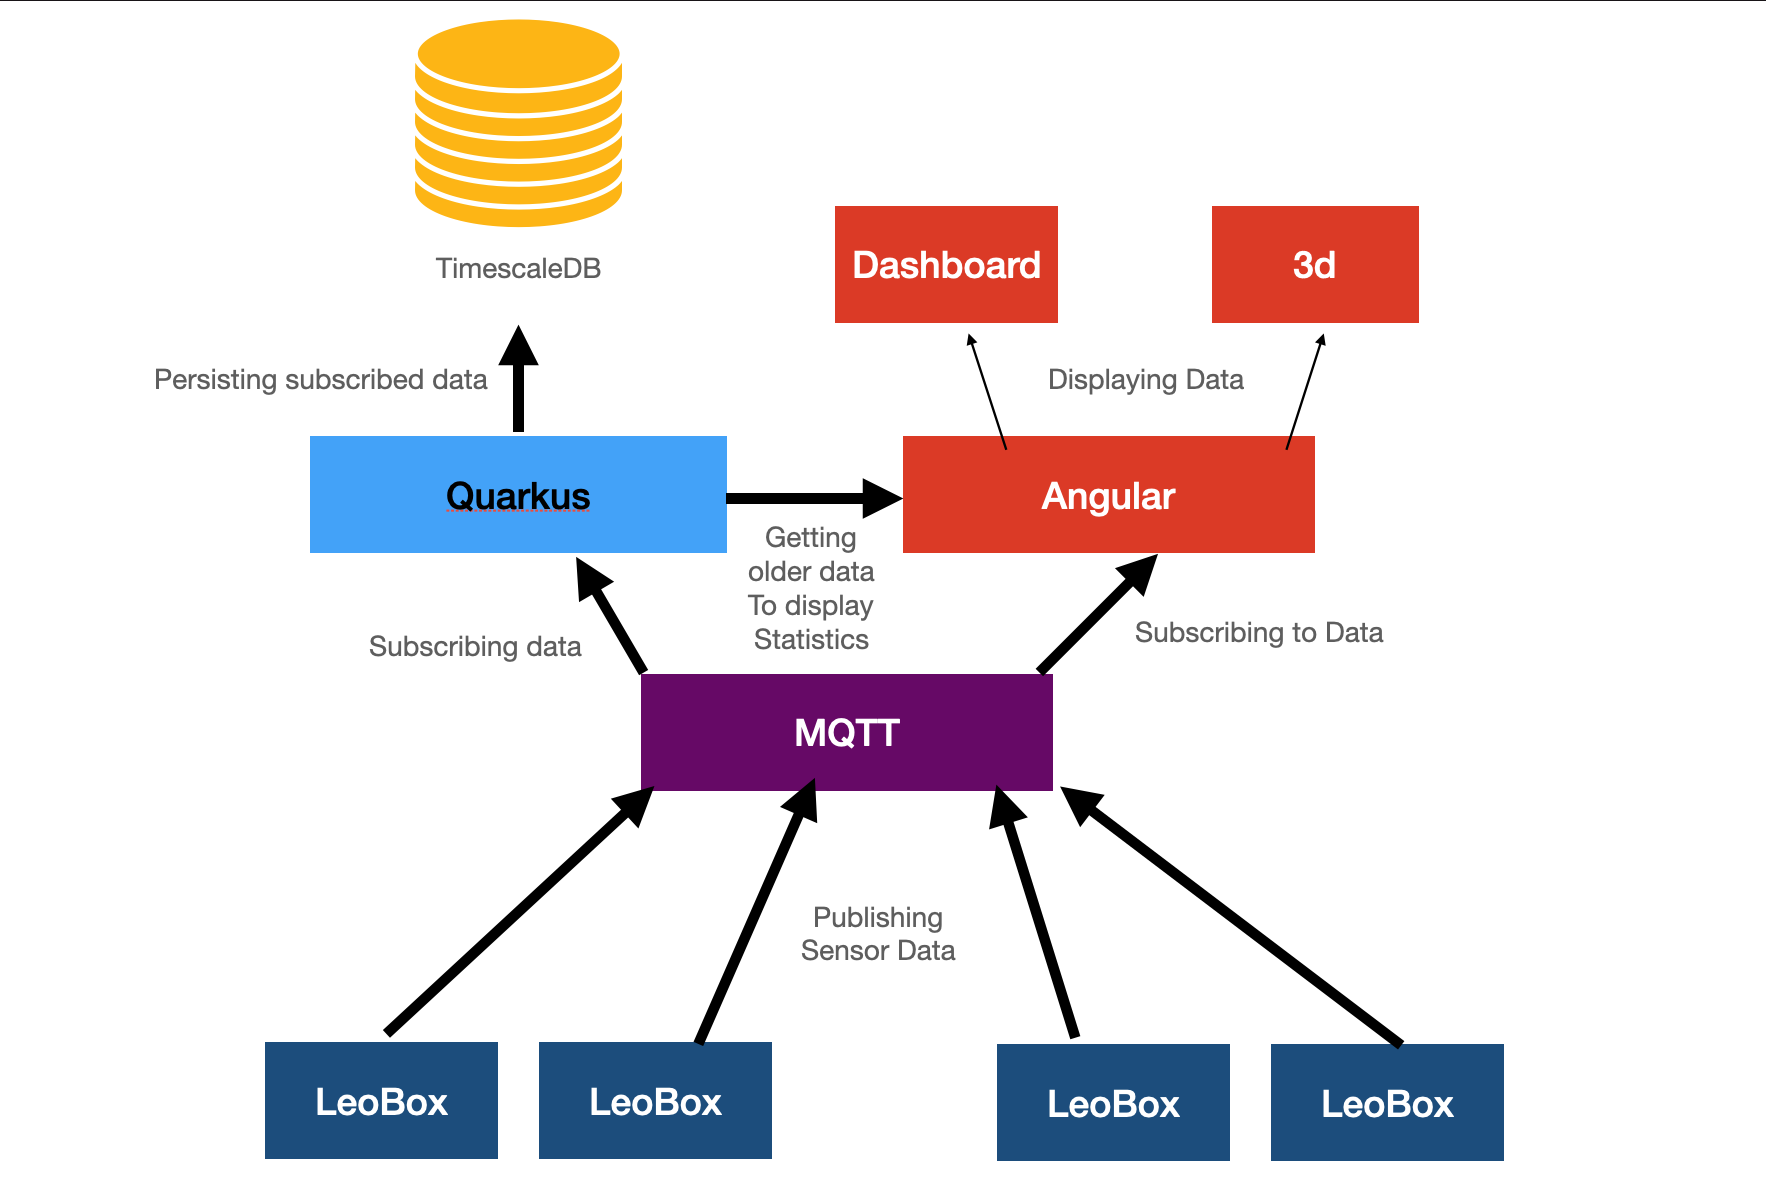 TimescaleDB
Dashboard
3d
Persisting subscribed data
Displaying Data
Quarkus
Angular
Getting
older data
To display
Statistics
Subscribing data
Subscribing to Data
MQTT
Publishing
Sensor Data
LeoBox
LeoBox
LeoBox
LeoBox